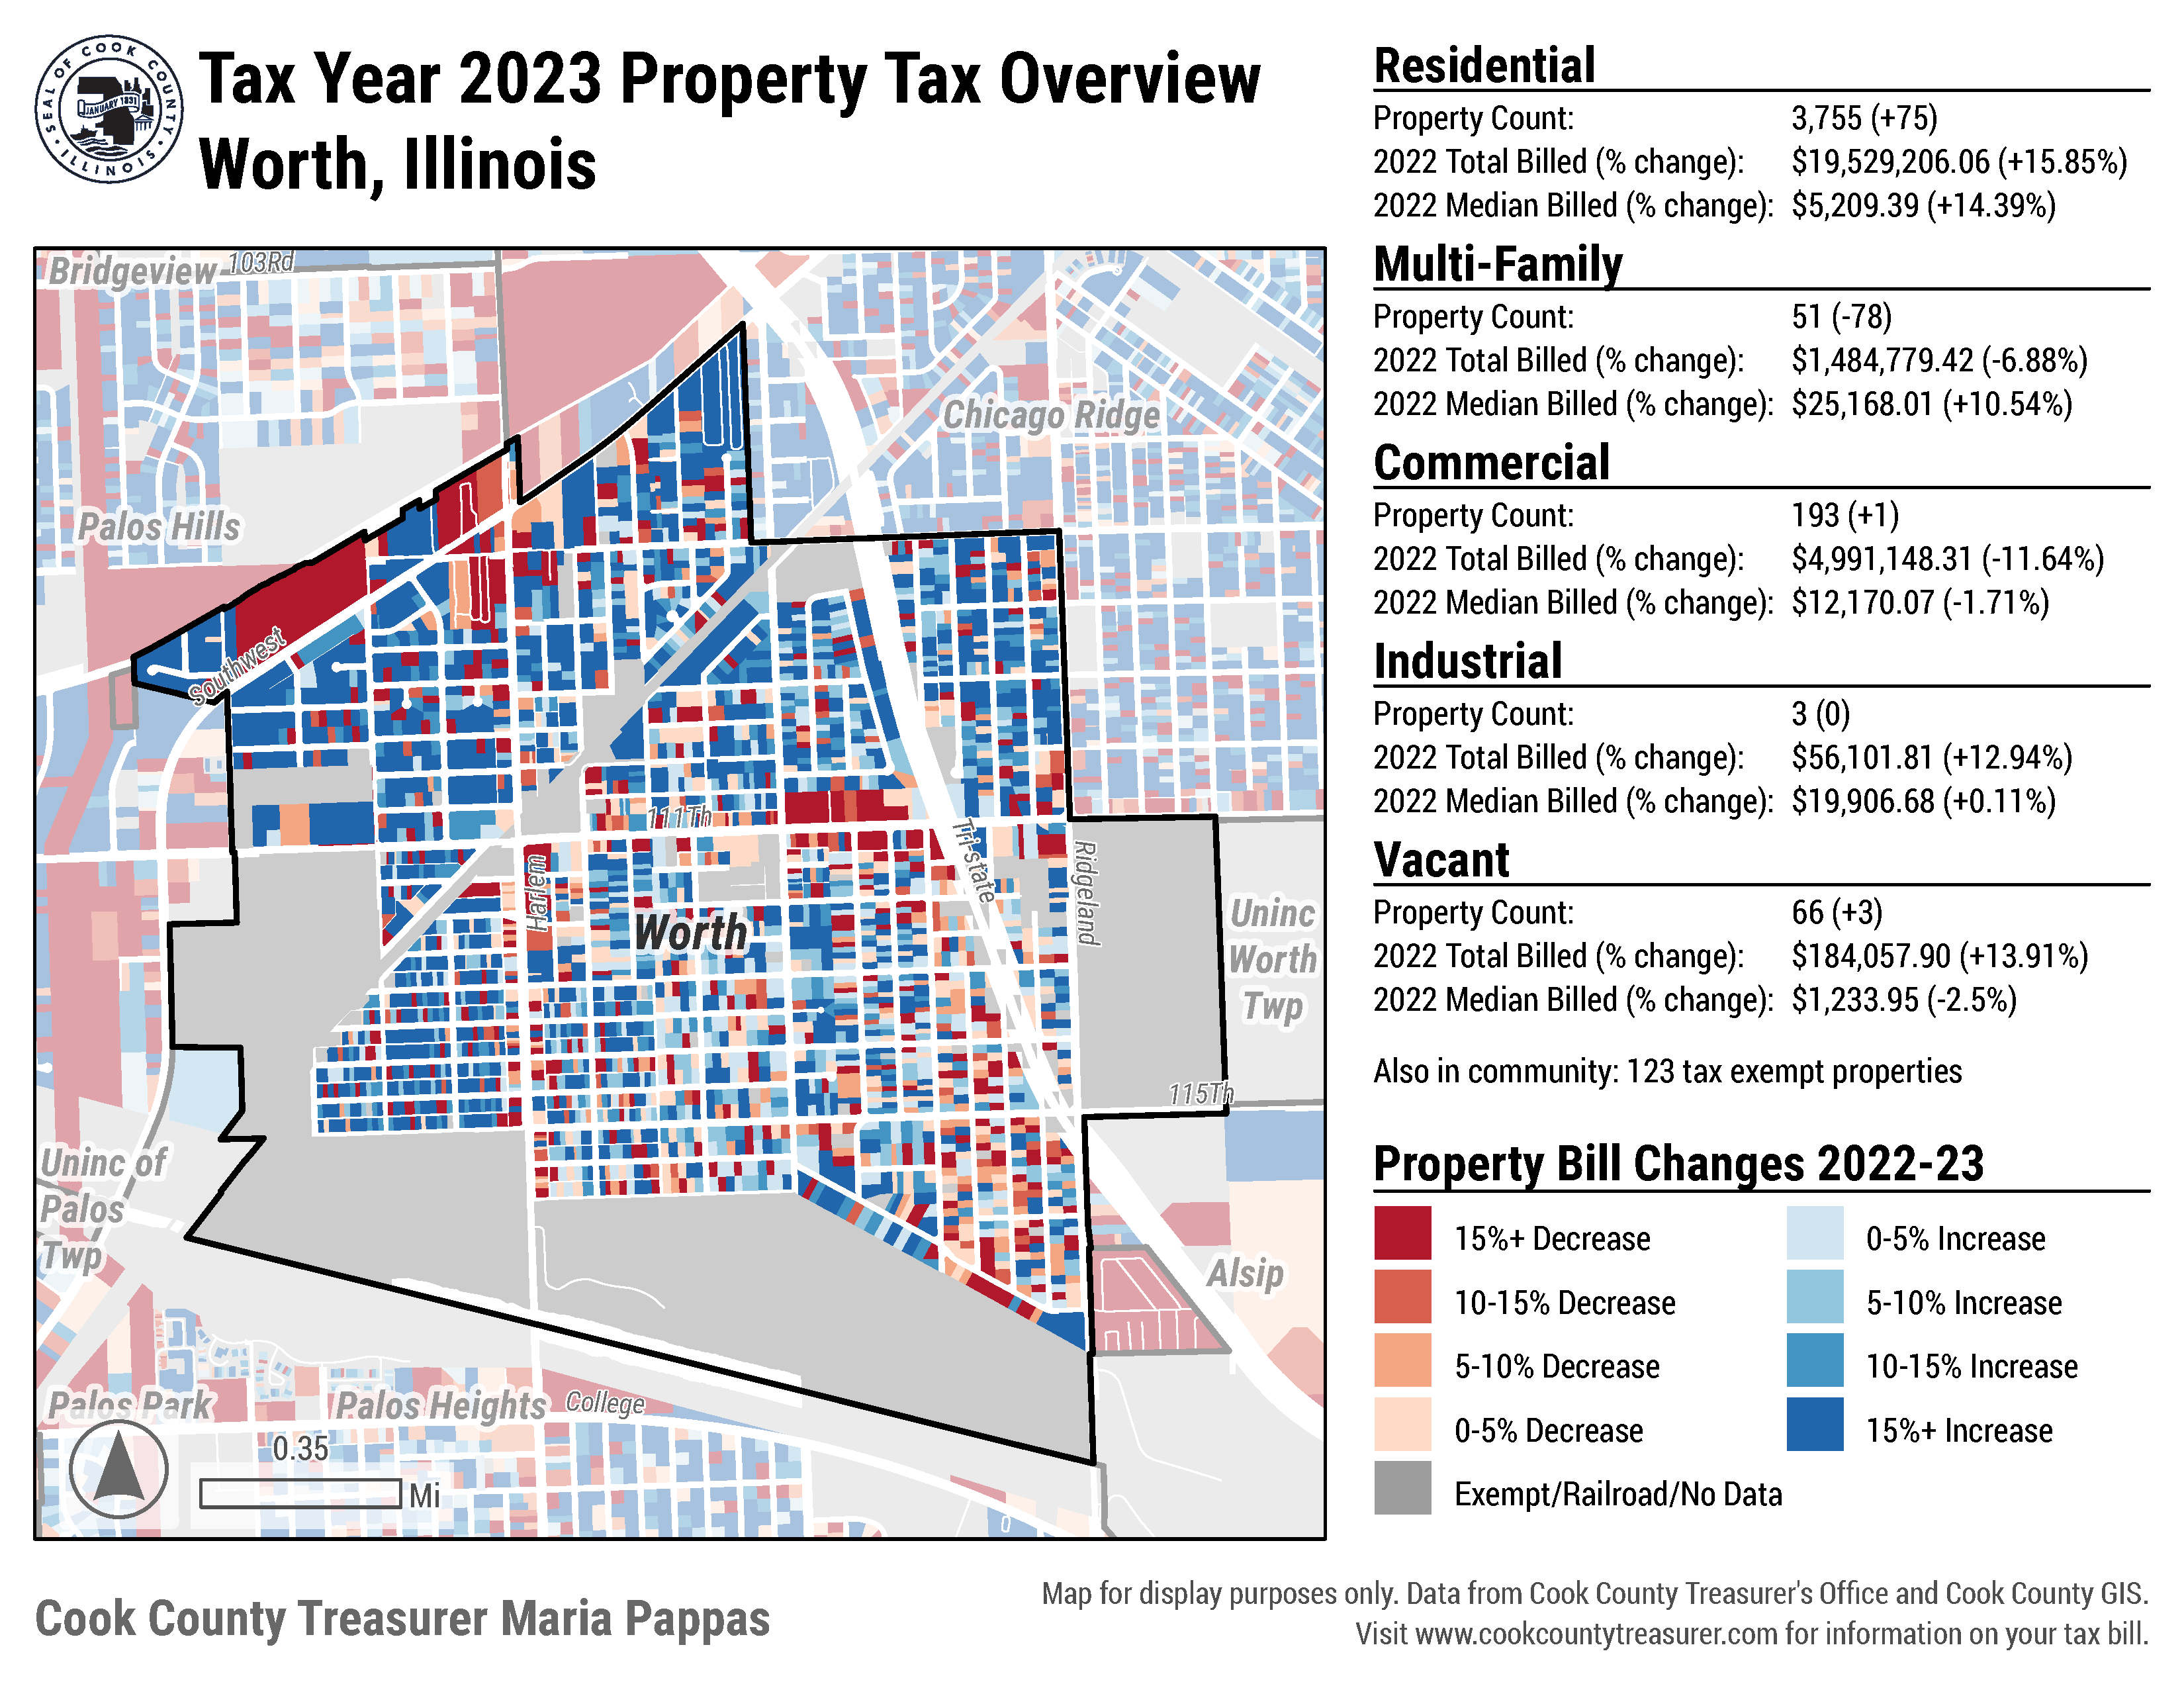 SEAL OF COOK COUNTY
ILLINOIS
JANUARY 1831
Tax Year 2023 Property Tax Overview
Worth, Illinois
Bridgeview
103Rd
Chicago Ridge
Palos Hills
Southwest
111Th
Tri-state
Harlem
Ridgeland
Worth
Uninc
Worth
Twp
115Th
Uninc of
Palos
Twp
Alsip
Palos Park
Palos Heights
College
0.35
Mi
Residential
Property Count: 3,755 (+75)
2022 Total Billed (% change): $19,529,206.06 (+15.85%)
2022 Median Billed (% change): $5,209.39 (+14.39%)
Multi-Family
Property Count: 51 (-78)
2022 Total Billed (% change): $1,484,779.42 (-6.88%)
2022 Median Billed (% change): $25,168.01 (+10.54%)
Commercial
Property Count: 193 (+1)
2022 Total Billed (% change): $4,991,148.31 (-11.64%)
2022 Median Billed (% change): $12,170.07 (-1.71%)
Industrial
Property Count: 3 (0)
2022 Total Billed (% change): $56,101.81 (+12.94%)
2022 Median Billed (% change): $19,906.68 (+0.11%)
Vacant
Property Count: 66 (+3)
2022 Total Billed (% change): $184,057.90 (+13.91%)
2022 Median Billed (% change): $1,233.95 (-2.5%)
Also in community: 123 tax exempt properties
Property Bill Changes 2022-23
15%+ Decrease
10-15% Decrease
5-10% Decrease
0-5% Decrease
Exempt/Railroad/No Data
0-5% Increase
5-10% Increase
10-15% Increase
15%+ Increase
Cook County Treasurer Maria Pappas
Map for display purposes only. Data from Cook County Treasurer's Office and Cook County GIS.
Visit www.cookcountytreasurer.com for information on your tax bill.